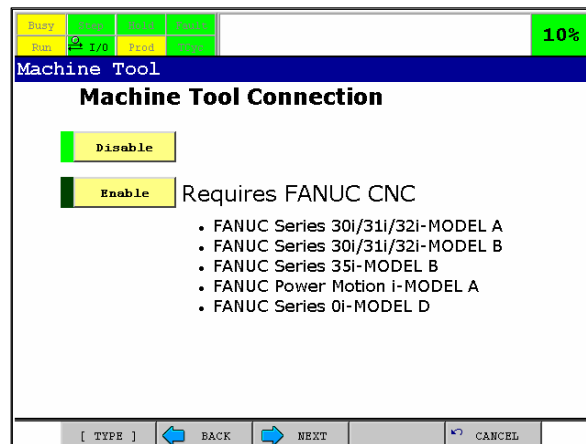 Busy Step Hold Fault
Run I/O Prod TCyc
10%
Machine Tool
Machine Tool Connection
Disable
Enable
Requires FANUC CNC
• FANUC Series 30i/31i/32i-MODEL A
• FANUC Series 30i/31i/32i-MODEL B
• FANUC Series 35i-MODEL B
• FANUC Power Motion i-MODEL A
• FANUC Series 0i-MODEL D
[ TYPE ] BACK NEXT CANCEL